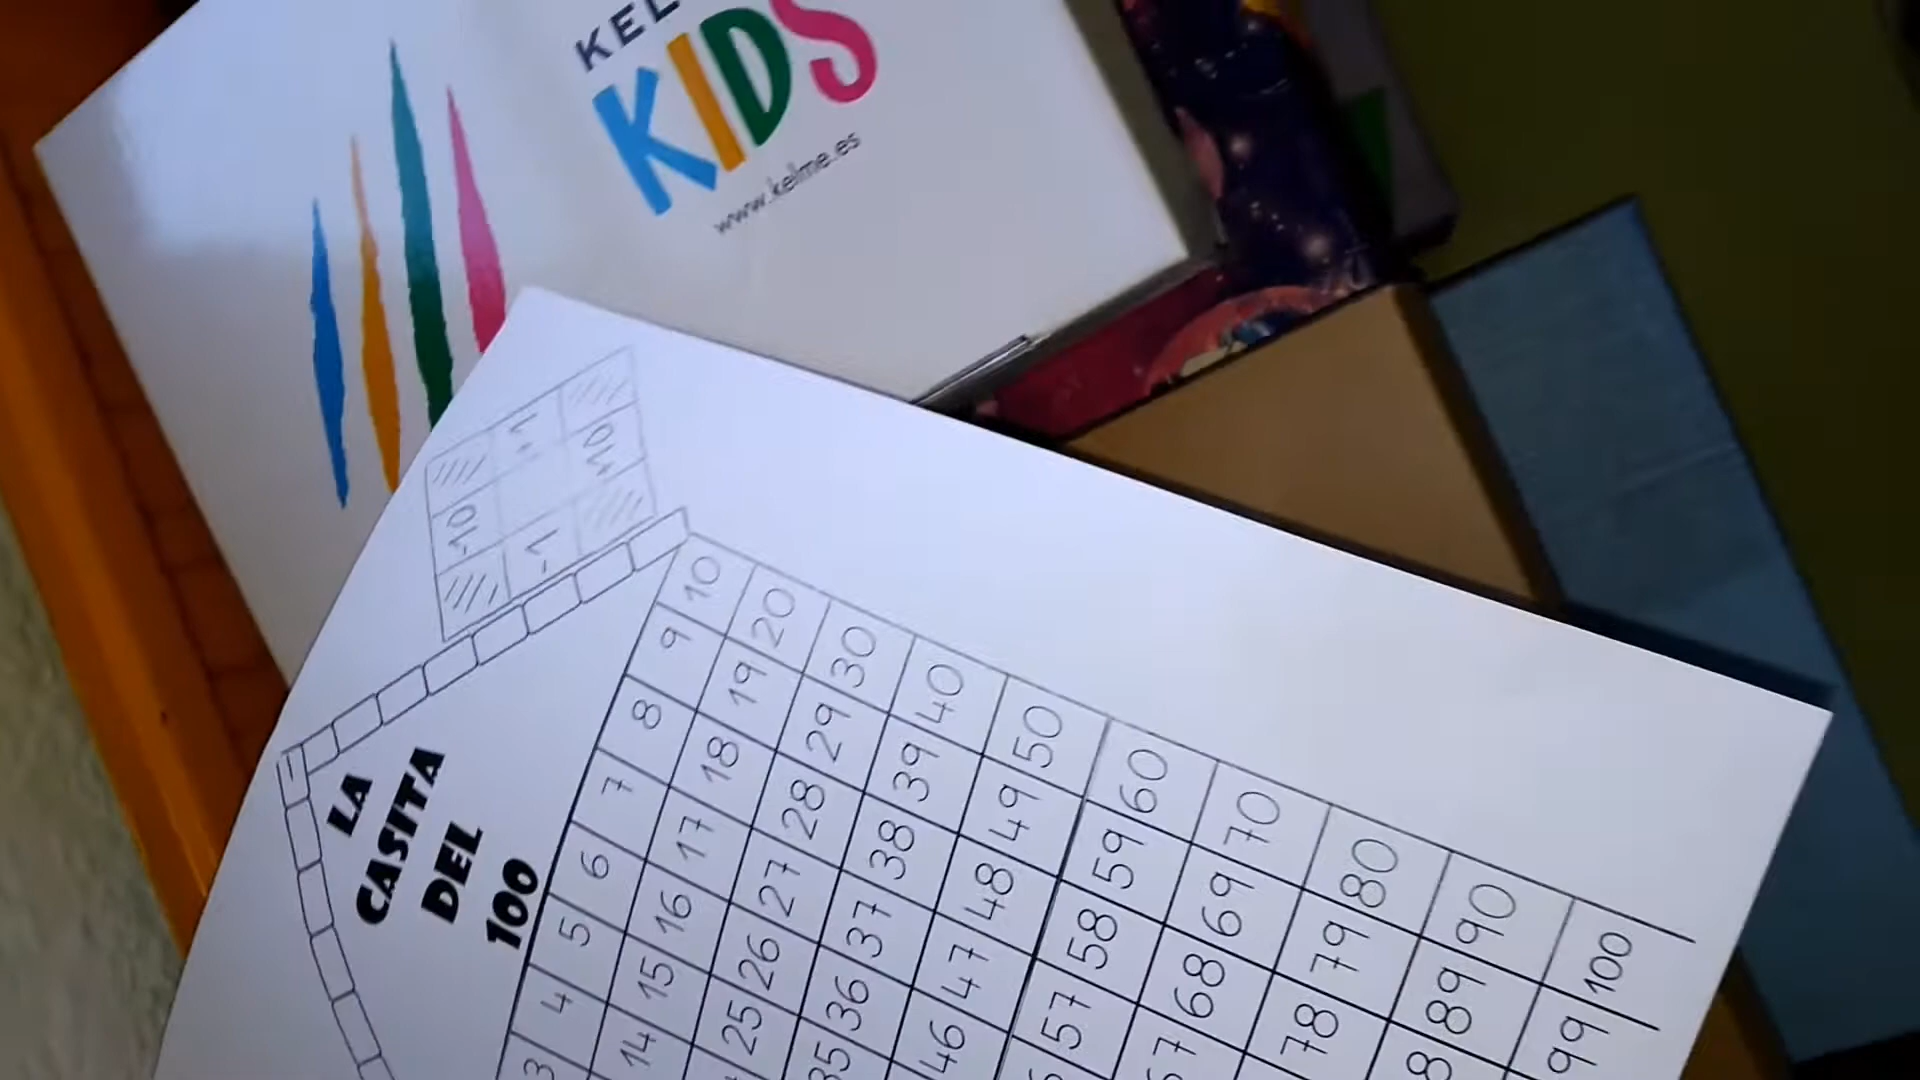 KEL
KIDS
www.kelme.es
-10
-1 +1
+10
LA
CASITA
DEL
100
3 4 5 6 7 8 9 10
14 15 16 17 18 19 20
25 26 27 28 29 30
35 36 37 38 39 40
46 47 48 49 50
57 58 59 60
67 68 69 70
78 79 80
8 89 90
99 100